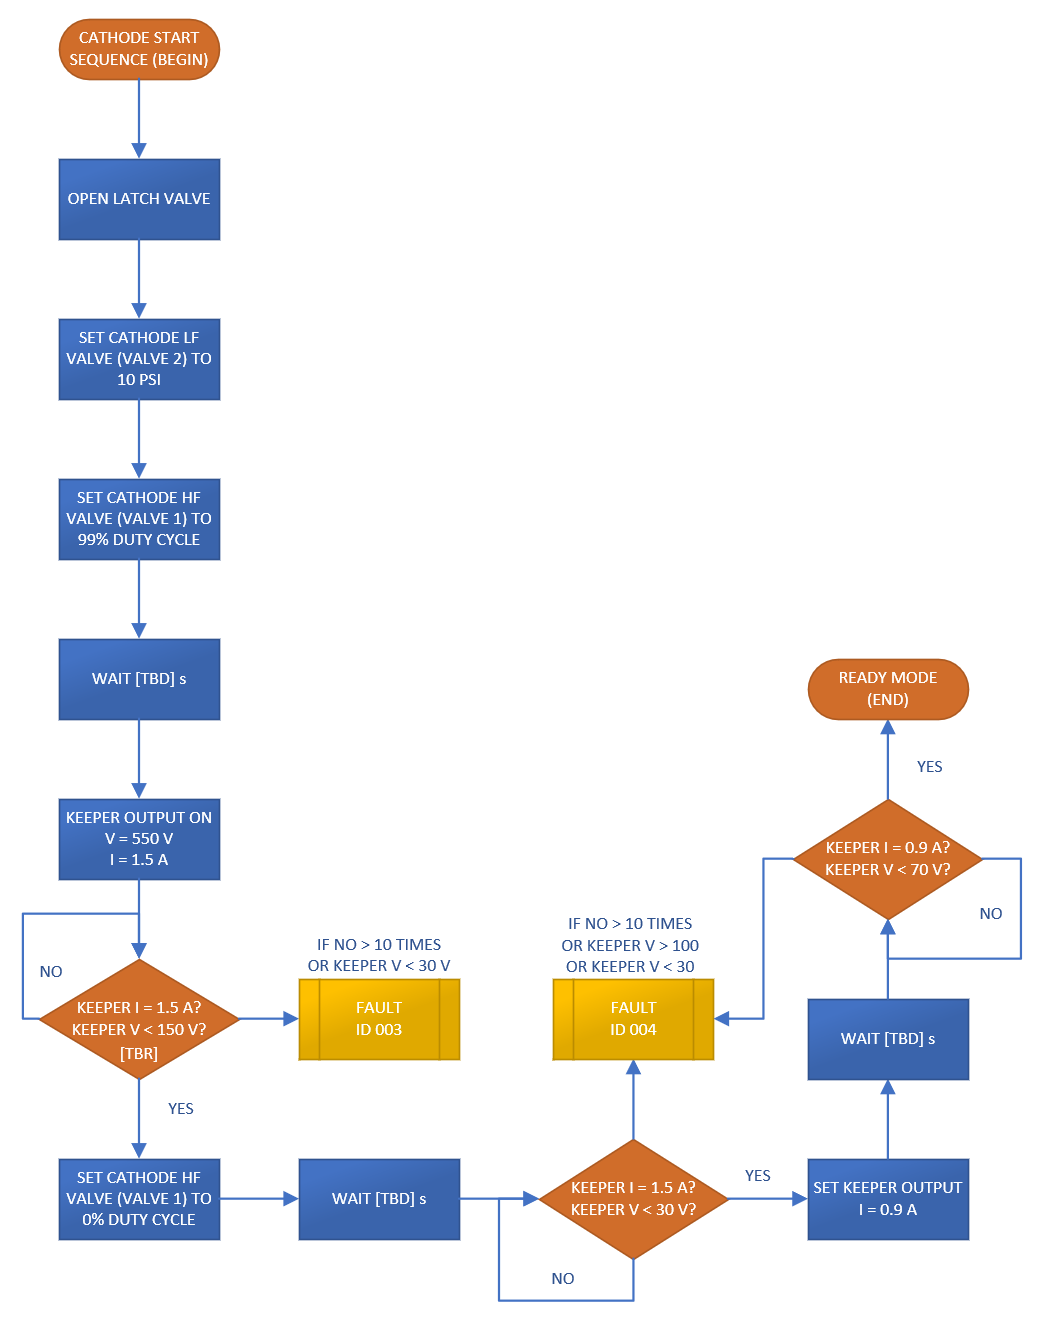 CATHODE START
SEQUENCE (BEGIN)
OPEN LATCH VALVE
SET CATHODE LF
VALVE (VALVE 2) TO
10 PSI
SET CATHODE HF
VALVE (VALVE 1) TO
99% DUTY CYCLE
WAIT [TBD] s
KEEPER OUTPUT ON
V = 550 V
I = 1.5 A
NO
KEEPER I = 1.5 A?
KEEPER V < 150 V?
[TBR]
IF NO > 10 TIMES
OR KEEPER V < 30 V
FAULT
ID 003
YES
SET CATHODE HF
VALVE (VALVE 1) TO
0% DUTY CYCLE
WAIT [TBD] s
KEEPER I = 1.5 A?
KEEPER V < 30 V?
NO
IF NO > 10 TIMES
OR KEEPER V > 100
OR KEEPER V < 30
FAULT
ID 004
YES
SET KEEPER OUTPUT
I = 0.9 A
WAIT [TBD] s
KEEPER I = 0.9 A?
KEEPER V < 70 V?
NO
YES
READY MODE
(END)